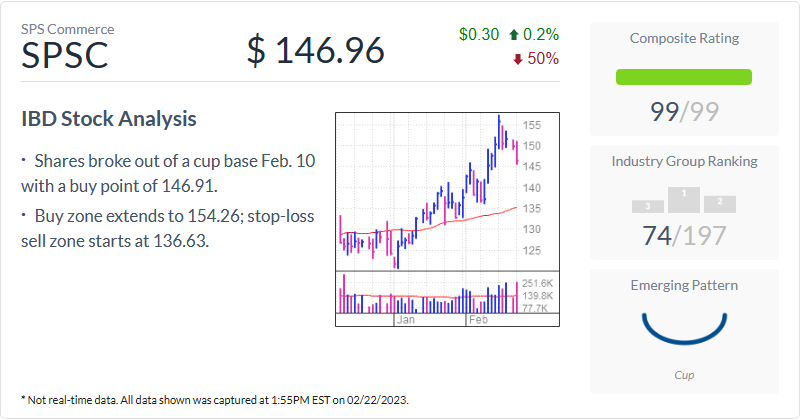 SPS Commerce
SPSC
$ 146.96
$0.30 0.2%
50%
IBD Stock Analysis
· Shares broke out of a cup base Feb. 10
with a buy point of 146.91.
· Buy zone extends to 154.26; stop-loss
sell zone starts at 136.63.
155
150
145
140
135
130
125
251.6K
139.8K
77.7K
Jan Feb
Composite Rating
99/99
Industry Group Ranking
3 1 2
74/197
Emerging Pattern
Cup
* Not real-time data. All data shown was captured at 1:55PM EST on 02/22/2023.